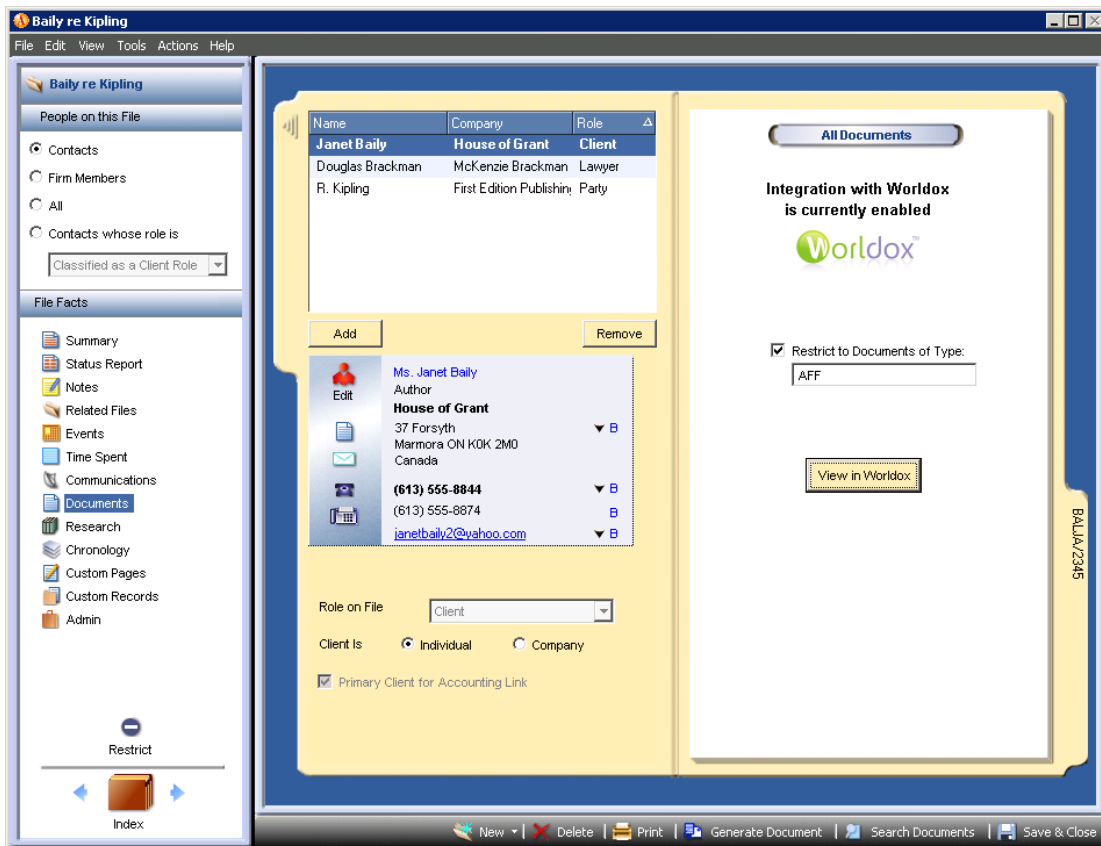 Baily re Kipling
File Edit View Tools Actions Help
Baily re Kipling
People on this File
Contacts
Firm Members
All
Contacts whose role is
Classified as a Client Role
File Facts
Summary
Status Report
Notes
Related Files
Events
Time Spent
Communications
Documents
Research
Chronology
Custom Pages
Custom Records
Admin
Restrict
Index
Name Company Role
Janet Baily House of Grant Client
Douglas Brackman McKenzie Brackman Lawyer
R. Kipling First Edition Publishin Party
Add Remove
Edit
Ms. Janet Baily
Author
House of Grant
37 Forsyth B
Marmora ON K0K 2M0
Canada
(613) 555-8844 B
(613) 555-8874 B
janetbaily2@yahoo.com B
Role on File Client
Client Is Individual Company
Primary Client for Accounting Link
All Documents
Integration with Worldox
is currently enabled
Worldox™
Restrict to Documents of Type:
AFF
View in Worldox
BALJA/2345
New Delete Print Generate Document Search Documents Save & Close